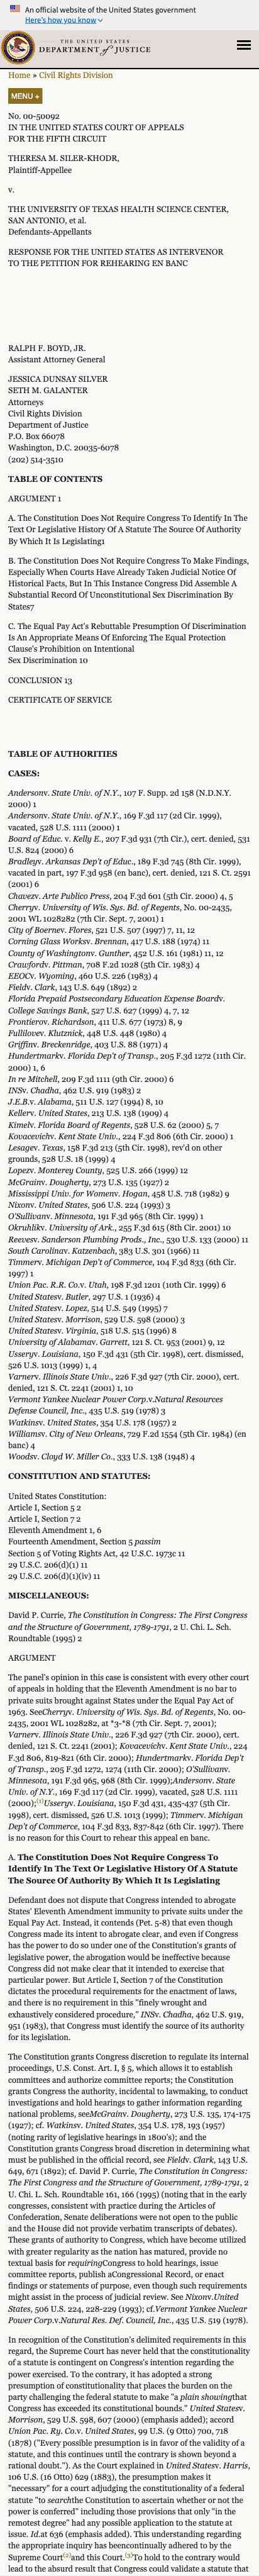 An official website of the United States government
Here's how you know
THE UNITED STATES
DEPARTMENT of JUSTICE
Home » Civil Rights Division
MENU +
No. 00-50092
IN THE UNITED STATES COURT OF APPEALS
FOR THE FIFTH CIRCUIT
THERESA M. SILER-KHODR,
Plaintiff-Appellee
v.
THE UNIVERSITY OF TEXAS HEALTH SCIENCE CENTER,
SAN ANTONIO, et al.
Defendants-Appellants
RESPONSE FOR THE UNITED STATES AS INTERVENOR
TO THE PETITION FOR REHEARING EN BANC
RALPH F. BOYD, JR.
Assistant Attorney General
JESSICA DUNSAY SILVER
SETH M. GALANTER
Attorneys
Civil Rights Division
Department of Justice
P.O. Box 66078
Washington, D.C. 20035-6078
(202) 514-3510
TABLE OF CONTENTS
ARGUMENT 1
A. The Constitution Does Not Require Congress To Identify In The
Text Or Legislative History Of A Statute The Source Of Authority
By Which It Is Legislating1
B. The Constitution Does Not Require Congress To Make Findings,
Especially When Courts Have Already Taken Judicial Notice Of
Historical Facts, But In This Instance Congress Did Assemble A
Substantial Record Of Unconstitutional Sex Discrimination By
States7
C. The Equal Pay Act's Rebuttable Presumption Of Discrimination
Is An Appropriate Means Of Enforcing The Equal Protection
Clause's Prohibition on Intentional
Sex Discrimination 10
CONCLUSION 13
CERTIFICATE OF SERVICE
TABLE OF AUTHORITIES
CASES:
Andersonv. State Univ. of N.Y., 107 F. Supp. 2d 158 (N.D.N.Y.
2000) 1
Andersonv. State Univ. of N.Y., 169 F.3d 117 (2d Cir. 1999),
vacated, 528 U.S. 1111 (2000) 1
Board of Educ. v. Kelly E., 207 F.3d 931 (7th Cir.), cert. denied, 531
U.S. 824 (2000) 6
Bradleyv. Arkansas Dep't of Educ., 189 F.3d 745 (8th Cir. 1999),
vacated in part, 197 F.3d 958 (en banc), cert. denied, 121 S. Ct. 2591
(2001) 6
Chavezv. Arte Publico Press, 204 F.3d 601 (5th Cir. 2000) 4, 5
Cherryv. University of Wis. Sys. Bd. of Regents, No. 00-2435,
2001 WL 1028282 (7th Cir. Sept. 7, 2001) 1
City of Boernev. Flores, 521 U.S. 507 (1997) 7, 11, 12
Corning Glass Worksv. Brennan, 417 U.S. 188 (1974) 11
County of Washingtonv. Gunther, 452 U.S. 161 (1981) 11, 12
Crawfordv. Pittman, 708 F.2d 1028 (5th Cir. 1983) 4
EEOCv. Wyoming, 460 U.S. 226 (1983) 4
Fieldv. Clark, 143 U.S. 649 (1892) 2
Florida Prepaid Postsecondary Education Expense Boardv.
College Savings Bank, 527 U.S. 627 (1999) 4, 7, 12
Frontierov. Richardson, 411 U.S. 677 (1973) 8, 9
Fullilovev. Klutznick, 448 U.S. 448 (1980) 4
Griffinv. Breckenridge, 403 U.S. 88 (1971) 4
Hundertmarkv. Florida Dep't of Transp., 205 F.3d 1272 (11th Cir.
2000) 1, 6
In re Mitchell, 209 F.3d 1111 (9th Cir. 2000) 6
INSv. Chadha, 462 U.S. 919 (1983) 2
J.E.B.v. Alabama, 511 U.S. 127 (1994) 8, 10
Kellerv. United States, 213 U.S. 138 (1909) 4
Kimelv. Florida Board of Regents, 528 U.S. 62 (2000) 5, 7
Kovacevichv. Kent State Univ., 224 F.3d 806 (6th Cir. 2000) 1
Lesagev. Texas, 158 F.3d 213 (5th Cir. 1998), rev'd on other
grounds, 528 U.S. 18 (1999) 4
Lopezv. Monterey County, 525 U.S. 266 (1999) 12
McGrainv. Dougherty, 273 U.S. 135 (1927) 2
Mississippi Univ. for Womenv. Hogan, 458 U.S. 718 (1982) 9
Nixonv. United States, 506 U.S. 224 (1993) 3
O'Sullivanv. Minnesota, 191 F.3d 965 (8th Cir. 1999) 1
Okruhlikv. University of Ark., 255 F.3d 615 (8th Cir. 2001) 10
Reevesv. Sanderson Plumbing Prods., Inc., 530 U.S. 133 (2000) 11
South Carolinav. Katzenbach, 383 U.S. 301 (1966) 11
Timmerv. Michigan Dep't of Commerce, 104 F.3d 833 (6th Cir.
1997) 1
Union Pac. R.R. Co.v. Utah, 198 F.3d 1201 (10th Cir. 1999) 6
United Statesv. Butler, 297 U.S. 1 (1936) 4
United Statesv. Lopez, 514 U.S. 549 (1995) 7
United Statesv. Morrison, 529 U.S. 598 (2000) 3
United Statesv. Virginia, 518 U.S. 515 (1996) 8
University of Alabamav. Garrett, 121 S. Ct. 953 (2001) 9, 12
Usseryv. Louisiana, 150 F.3d 431 (5th Cir. 1998), cert. dismissed,
526 U.S. 1013 (1999) 1, 4
Varnerv. Illinois State Univ., 226 F.3d 927 (7th Cir. 2000), cert.
denied, 121 S. Ct. 2241 (2001) 1, 10
Vermont Yankee Nuclear Power Corp.v.Natural Resources
Defense Council, Inc., 435 U.S. 519 (1978) 3
Watkinsv. United States, 354 U.S. 178 (1957) 2
Williamsv. City of New Orleans, 729 F.2d 1554 (5th Cir. 1984) (en
banc) 4
Woodsv. Cloyd W. Miller Co., 333 U.S. 138 (1948) 4
CONSTITUTION AND STATUTES:
United States Constitution:
Article I, Section 5 2
Article I, Section 7 2
Eleventh Amendment 1, 6
Fourteenth Amendment, Section 5 passim
Section 5 of Voting Rights Act, 42 U.S.C. 1973c 11
29 U.S.C. 206(d)(1) 11
29 U.S.C. 206(d)(1)(iv) 11
MISCELLANEOUS:
David P. Currie, The Constitution in Congress: The First Congress
and the Structure of Government, 1789-1791, 2 U. Chi. L. Sch.
Roundtable (1995) 2
ARGUMENT
The panel's opinion in this case is consistent with every other court
of appeals in holding that the Eleventh Amendment is no bar to
private suits brought against States under the Equal Pay Act of
1963. SeeCherryv. University of Wis. Sys. Bd. of Regents, No. 00-
2435, 2001 WL 1028282, at *3-*8 (7th Cir. Sept. 7, 2001);
Varnerv. Illinois State Univ., 226 F.3d 927 (7th Cir. 2000), cert.
denied, 121 S. Ct. 2241 (2001); Kovacevichv. Kent State Univ., 224
F.3d 806, 819-821 (6th Cir. 2000); Hundertmarkv. Florida Dep't
of Transp., 205 F.3d 1272, 1274 (11th Cir. 2000); O'Sullivanv.
Minnesota, 191 F.3d 965, 968 (8th Cir. 1999);Andersonv. State
Univ. of N.Y., 169 F.3d 117 (2d Cir. 1999), vacated, 528 U.S. 1111
(2000);(1)Usseryv. Louisiana, 150 F.3d 431, 435-437 (5th Cir.
1998), cert. dismissed, 526 U.S. 1013 (1999); Timmerv. Michigan
Dep't of Commerce, 104 F.3d 833, 837-842 (6th Cir. 1997). There
is no reason for this Court to rehear this appeal en banc.
A. The Constitution Does Not Require Congress To
Identify In The Text Or Legislative History Of A Statute
The Source Of Authority By Which It Is Legislating
Defendant does not dispute that Congress intended to abrogate
States' Eleventh Amendment immunity to private suits under the
Equal Pay Act. Instead, it contends (Pet. 5-8) that even though
Congress made its intent to abrogate clear, and even if Congress
has the power to do so under one of the Constitution's grants of
legislative power, the abrogation would be ineffective because
Congress did not make clear that it intended to exercise that
particular power. But Article I, Section 7 of the Constitution
dictates the procedural requirements for the enactment of laws,
and there is no requirement in this "finely wrought and
exhaustively considered procedure," INSv. Chadha, 462 U.S. 919,
951 (1983), that Congress must identify the source of its authority
for its legislation.
The Constitution grants Congress discretion to regulate its internal
proceedings, U.S. Const. Art. I, § 5, which allows it to establish
committees and authorize committee reports; the Constitution
grants Congress the authority, incidental to lawmaking, to conduct
investigations and hold hearings to gather information regarding
national problems, seeMcGrainv. Dougherty, 273 U.S. 135, 174-175
(1927); cf. Watkinsv. United States, 354 U.S. 178, 193 (1957)
(noting rarity of legislative hearings in 1800's); and the
Constitution grants Congress broad discretion in determining what
must be published in the official record, see Fieldv. Clark, 143 U.S.
649, 671 (1892); cf. David P. Currie, The Constitution in Congress:
The First Congress and the Structure of Government, 1789-1791, 2
U. Chi. L. Sch. Roundtable 161, 166 (1995) (noting that in the early
congresses, consistent with practice during the Articles of
Confederation, Senate deliberations were not open to the public
and the House did not provide verbatim transcripts of debates).
These grants of authority to Congress, which have become utilized
with greater regularity as the nation has matured, provide no
textual basis for requiringCongress to hold hearings, issue
committee reports, publish aCongressional Record, or enact
findings or statements of purpose, even though such requirements
might assist in the process of judicial review. See Nixonv.United
States, 506 U.S. 224, 228-229 (1993); cf.Vermont Yankee Nuclear
Power Corp.v.Natural Res. Def. Council, Inc., 435 U.S. 519 (1978).
In recognition of the Constitution's delimited requirements in this
regard, the Supreme Court has never held that the constitutionality
of a statute is contingent on Congress's intention regarding the
power exercised. To the contrary, it has adopted a strong
presumption of constitutionality that places the burden on the
party challenging the federal statute to make "a plain showingthat
Congress has exceeded its constitutional bounds." United Statesv.
Morrison, 529 U.S. 598, 607 (2000) (emphasis added); accord
Union Pac. Ry. Co.v. United States, 99 U.S. (9 Otto) 700, 718
(1878) ("Every possible presumption is in favor of the validity of a
statute, and this continues until the contrary is shown beyond a
rational doubt."). As the Court explained in United Statesv. Harris,
106 U.S. (16 Otto) 629 (1883), the presumption makes it
"necessary" for a court adjudging the constitutionality of a federal
statute "to searchthe Constitution to ascertain whether or not the
power is conferred" including those provisions that only "in the
remotest degree" had any possible application to the statute at
issue. Id.at 636 (emphasis added). This understanding regarding
the appropriate inquiry has beencontinually adhered to by the
Supreme Court(2)and this Court.(3)To hold to the contrary would
lead to the absurd result that Congress could validate a statute that